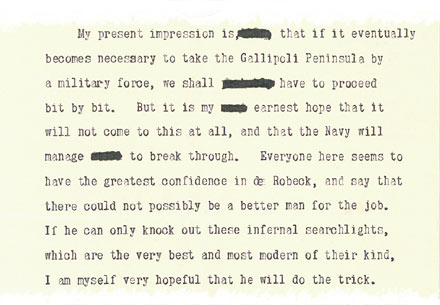 My present impression is that if it eventually
becomes necessary to take the Gallipoli Peninsula by
a military force, we shall have to proceed
bit by bit. But it is my earnest hope that it
will not come to this at all, and that the Navy will
manage to break through. Everyone here seems to
have the greatest confidence in de Robeck, and say that
there could not possibly be a better man for the job.
If he can only knock out these infernal searchlights,
which are the very best and most modern of their kind,
I am myself very hopeful that he will do the trick.